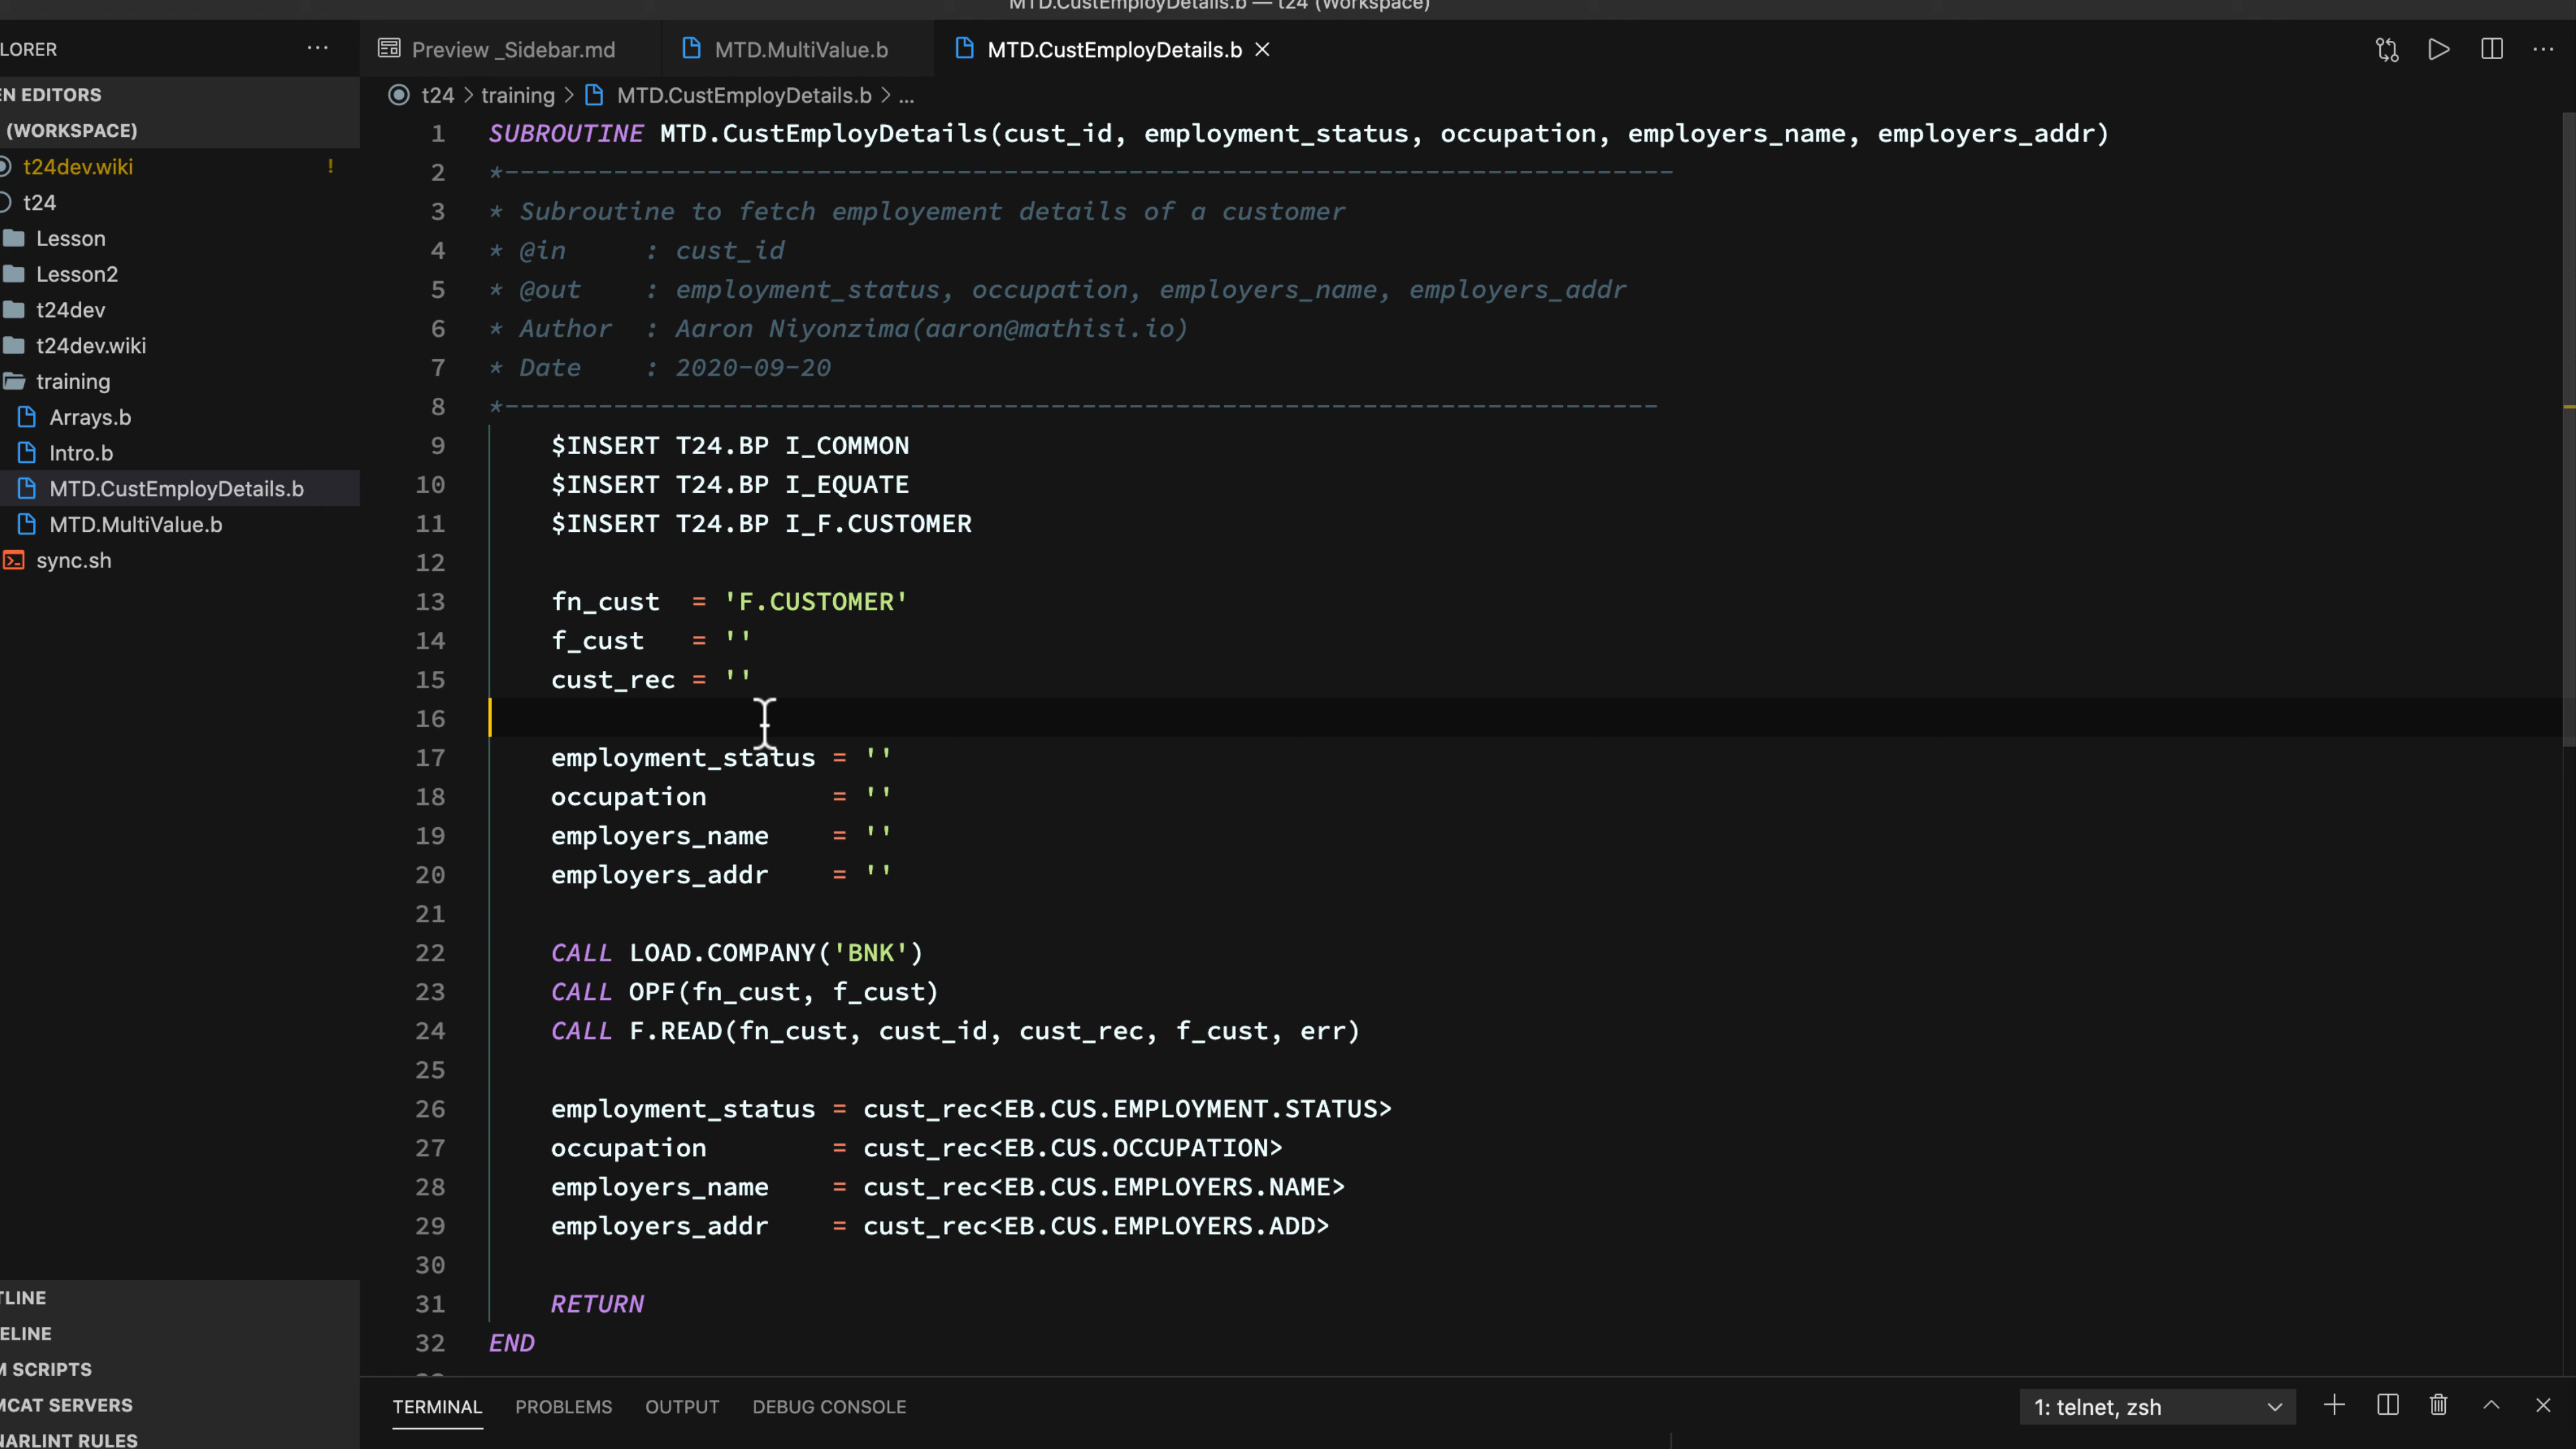 MTD.CustEmployDetails.b — t24 (Workspace)
LORER ···
Preview _Sidebar.md
MTD.MultiValue.b
MTD.CustEmployDetails.b
EN EDITORS
(WORKSPACE)
t24dev.wiki !
t24
Lesson
Lesson2
t24dev
t24dev.wiki
training
Arrays.b
Intro.b
MTD.CustEmployDetails.b
MTD.MultiValue.b
sync.sh
TLINE
ELINE
M SCRIPTS
MCAT SERVERS
NARLINT RULES
t24 > training > MTD.CustEmployDetails.b > ...
1 SUBROUTINE MTD.CustEmployDetails(cust_id, employment_status, occupation, employers_name, employers_addr)
2 *---------------------------------------------------------------------------
3 * Subroutine to fetch employement details of a customer
4 * @in : cust_id
5 * @out : employment_status, occupation, employers_name, employers_addr
6 * Author : Aaron Niyonzima(aaron@mathisi.io)
7 * Date : 2020-09-20
8 *--------------------------------------------------------------------------
9 $INSERT T24.BP I_COMMON
10 $INSERT T24.BP I_EQUATE
11 $INSERT T24.BP I_F.CUSTOMER
12
13 fn_cust = 'F.CUSTOMER'
14 f_cust = ''
15 cust_rec = ''
16
17 employment_status = ''
18 occupation = ''
19 employers_name = ''
20 employers_addr = ''
21
22 CALL LOAD.COMPANY('BNK')
23 CALL OPF(fn_cust, f_cust)
24 CALL F.READ(fn_cust, cust_id, cust_rec, f_cust, err)
25
26 employment_status = cust_rec<EB.CUS.EMPLOYMENT.STATUS>
27 occupation = cust_rec<EB.CUS.OCCUPATION>
28 employers_name = cust_rec<EB.CUS.EMPLOYERS.NAME>
29 employers_addr = cust_rec<EB.CUS.EMPLOYERS.ADD>
30
31 RETURN
32 END
TERMINAL PROBLEMS OUTPUT DEBUG CONSOLE
1: telnet, zsh